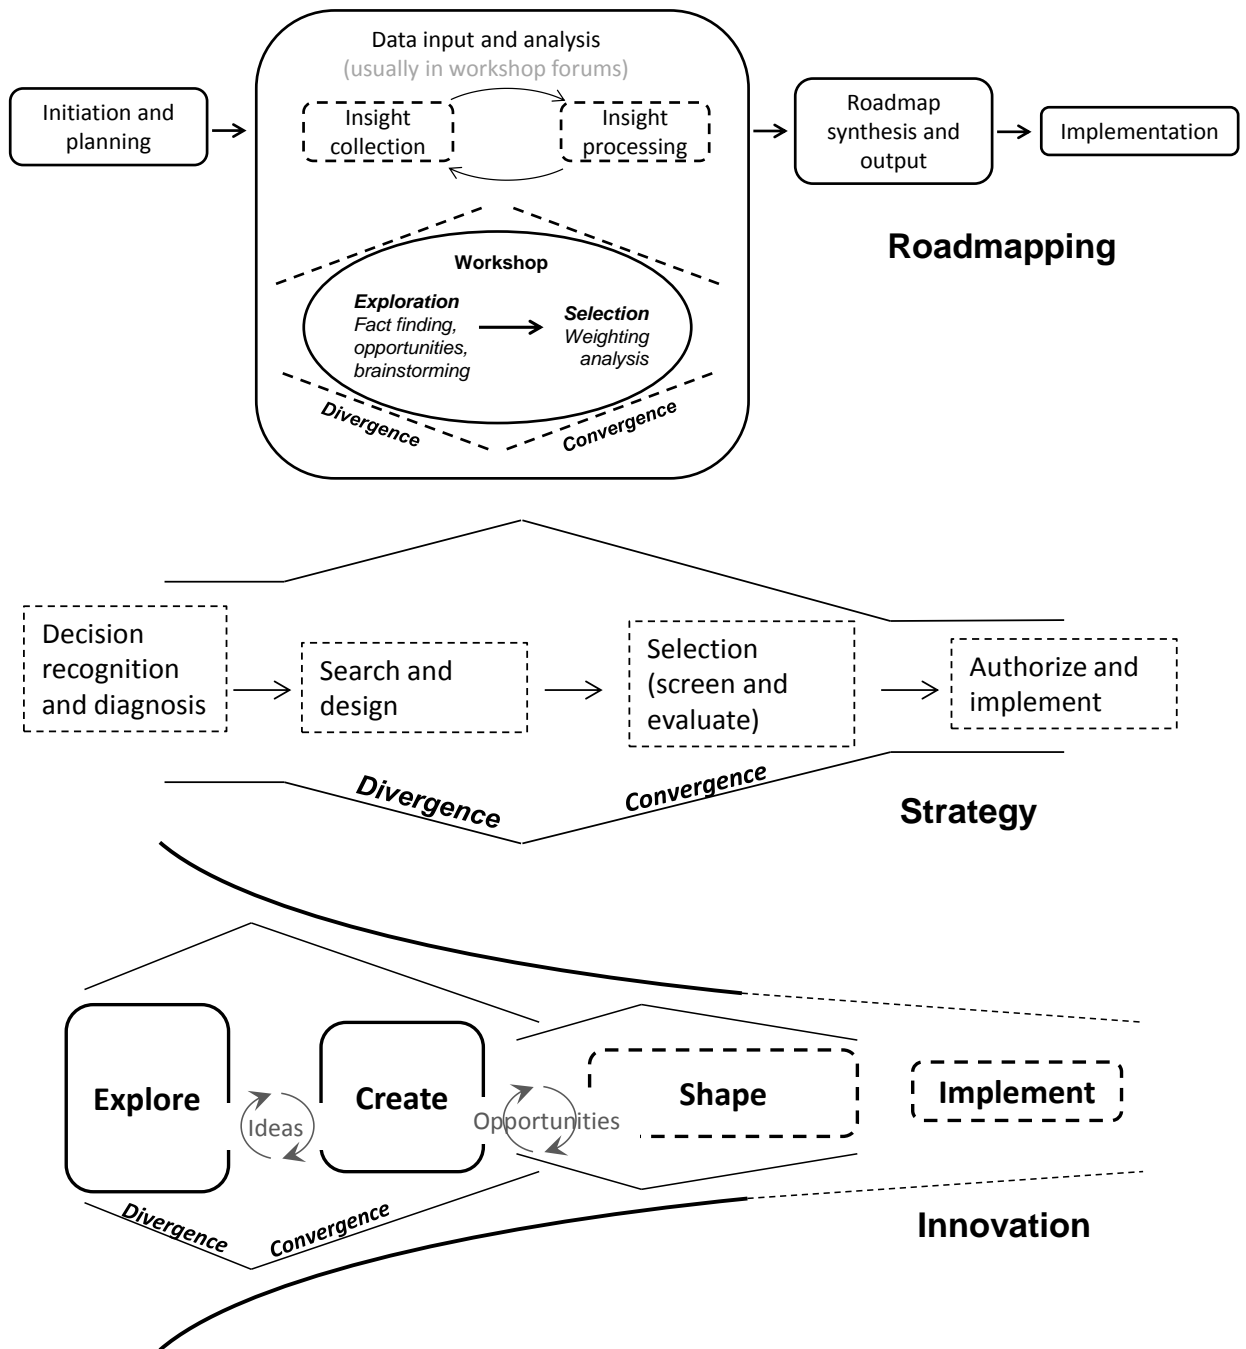 Data input and analysis
(usually in workshop forums)
Initiation and
planning
Insight
collection
Insight
processing
Roadmap
synthesis and
output
Implementation
Roadmapping
Workshop
Exploration
Fact finding,
opportunities,
brainstorming
Selection
Weighting
analysis
Divergence
Convergence
Decision
recognition
and diagnosis
Search and
design
Selection
(screen and
evaluate)
Authorize and
implement
Divergence
Convergence
Strategy
Explore
Ideas
Create
Opportunities
Shape
Implement
Divergence
Convergence
Innovation